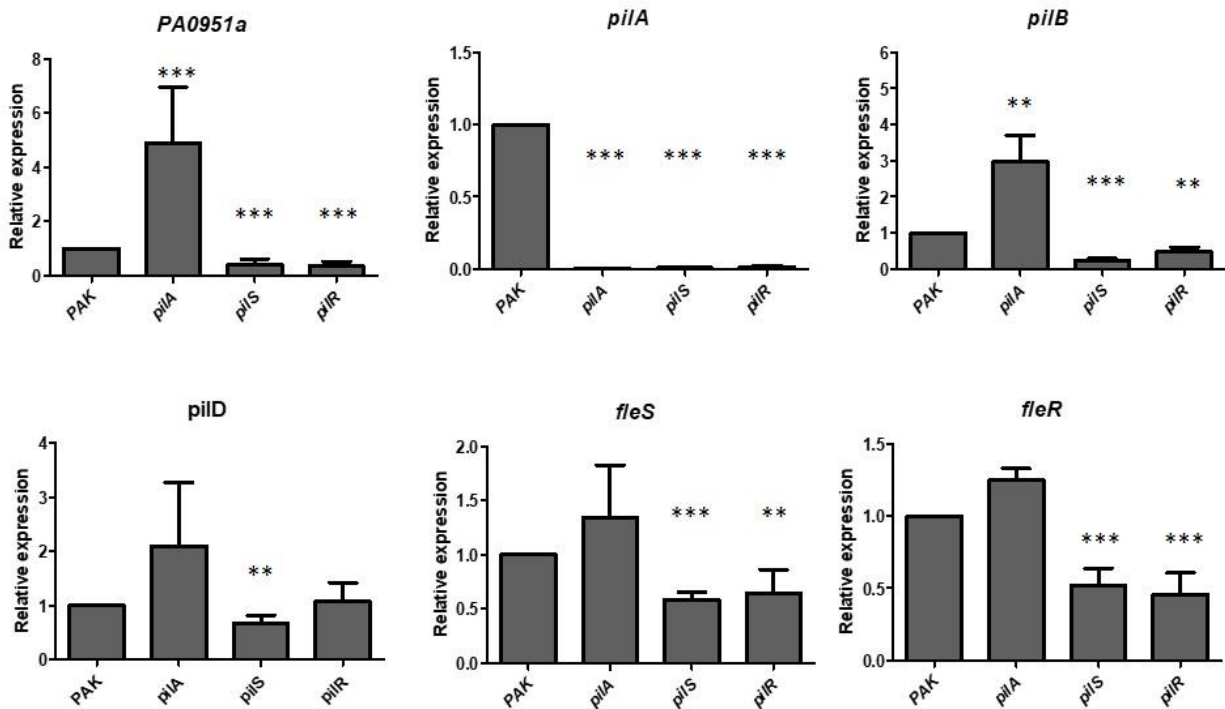 PA0951a
Relative expression
8
6
4
2
0
***
***
***
PAK
pilA
pilS
pilR
pilA
Relative expression
1.5
1.0
0.5
0.0
***
***
***
PAK
pilA
pilS
pilR
pilB
Relative expression
6
5
4
3
2
1
0
**
***
**
PAK
pilA
pilS
pilR
pilD
Relative expression
4
3
2
1
0
**
PAK
pilA
pilS
pilR
fleS
Relative expression
2.0
1.5
1.0
0.5
0.0
***
**
PAK
pilA
pilS
pilR
fleR
Relative expression
1.5
1.0
0.5
0.0
***
***
PAK
pilA
pilS
pilR